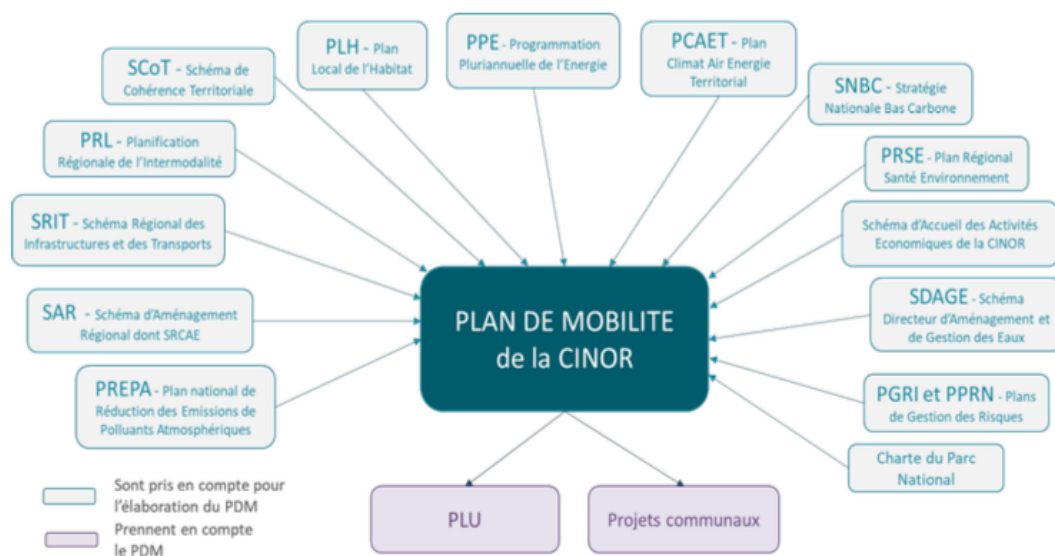 PLH - Plan
Local de l'Habitat
PPE - Programmation
Pluriannuelle de l'Energie
PCAET - Plan
Climat Air Energie
Territorial
SCoT - Schéma de
Cohérence Territoriale
SNBC - Stratégie
Nationale Bas Carbone
PRL - Planification
Régionale de l'Intermodalité
PRSE - Plan Régional
Santé Environnement
SRIT - Schéma Régional des
Infrastructures et des Transports
Schéma d'Accueil des Activités
Economiques de la CINOR
SAR - Schéma d'Aménagement
Régional dont SRCAE
PLAN DE MOBILITE
de la CINOR
SDAGE - Schéma
Directeur d'Aménagement et
de Gestion des Eaux
PREPA - Plan national de
Réduction des Emissions de
Polluants Atmosphériques
PGRI et PPRN - Plans
de Gestion des Risques
Charte du Parc
National
Sont pris en compte pour
l'élaboration du PDM
Prennent en compte
le PDM
PLU
Projets communaux